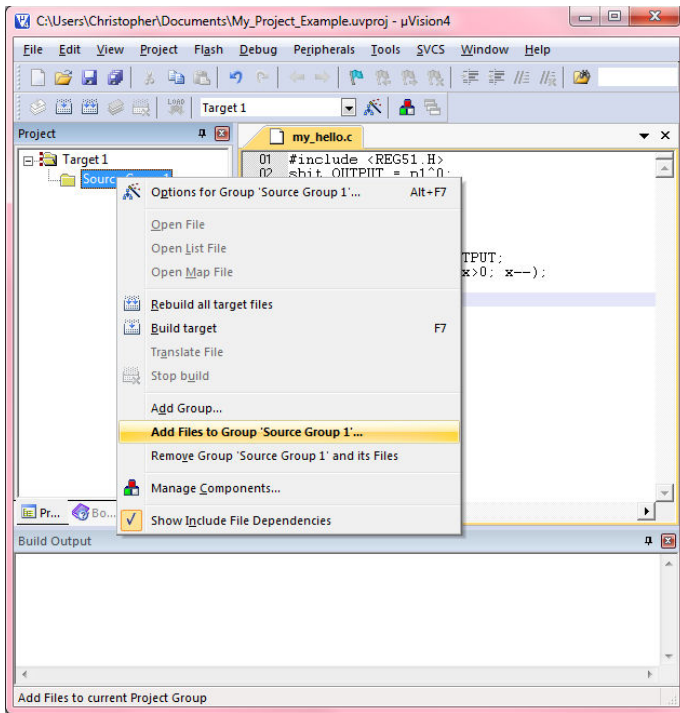 C:\Users\Christopher\Documents\My_Project_Example.uvproj - µVision4
File Edit View Project Flash Debug Peripherals Tools SVCS Window Help
LOAD Target 1
Project
my_hello.c
Target 1
01 #include <REG51.H>
02 sbit OUTPUT = p1^0;
Options for Group 'Source Group 1'... Alt+F7
Open File
Open List File
TPUT;
Open Map File
x>0; x--);
Rebuild all target files
Build target F7
Translate File
Stop build
Add Group...
Add Files to Group 'Source Group 1'...
Remove Group 'Source Group 1' and its Files
Manage Components...
Pr... Bo...
Show Include File Dependencies
Build Output
Add Files to current Project Group